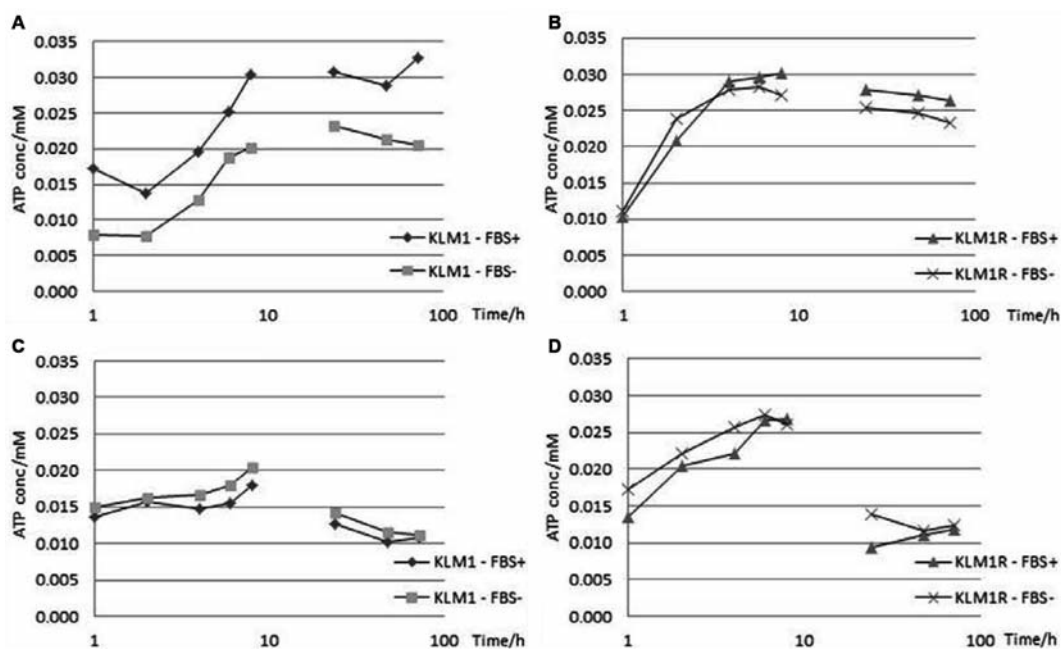 A
ATP conc/mM
0.035
0.030
0.025
0.020
0.015
0.010
0.005
0.000
1
10
100
Time/h
KLM1 - FBS+
KLM1 - FBS-
B
ATP conc/mM
0.035
0.030
0.025
0.020
0.015
0.010
0.005
0.000
1
10
100
Time/h
KLM1R - FBS+
KLM1R - FBS-
C
ATP conc/mM
0.035
0.030
0.025
0.020
0.015
0.010
0.005
0.000
1
10
100
Time/h
KLM1 - FBS+
KLM1 - FBS-
D
ATP conc/mM
0.035
0.030
0.025
0.020
0.015
0.010
0.005
0.000
1
10
100
Time/h
KLM1R - FBS+
KLM1R - FBS-